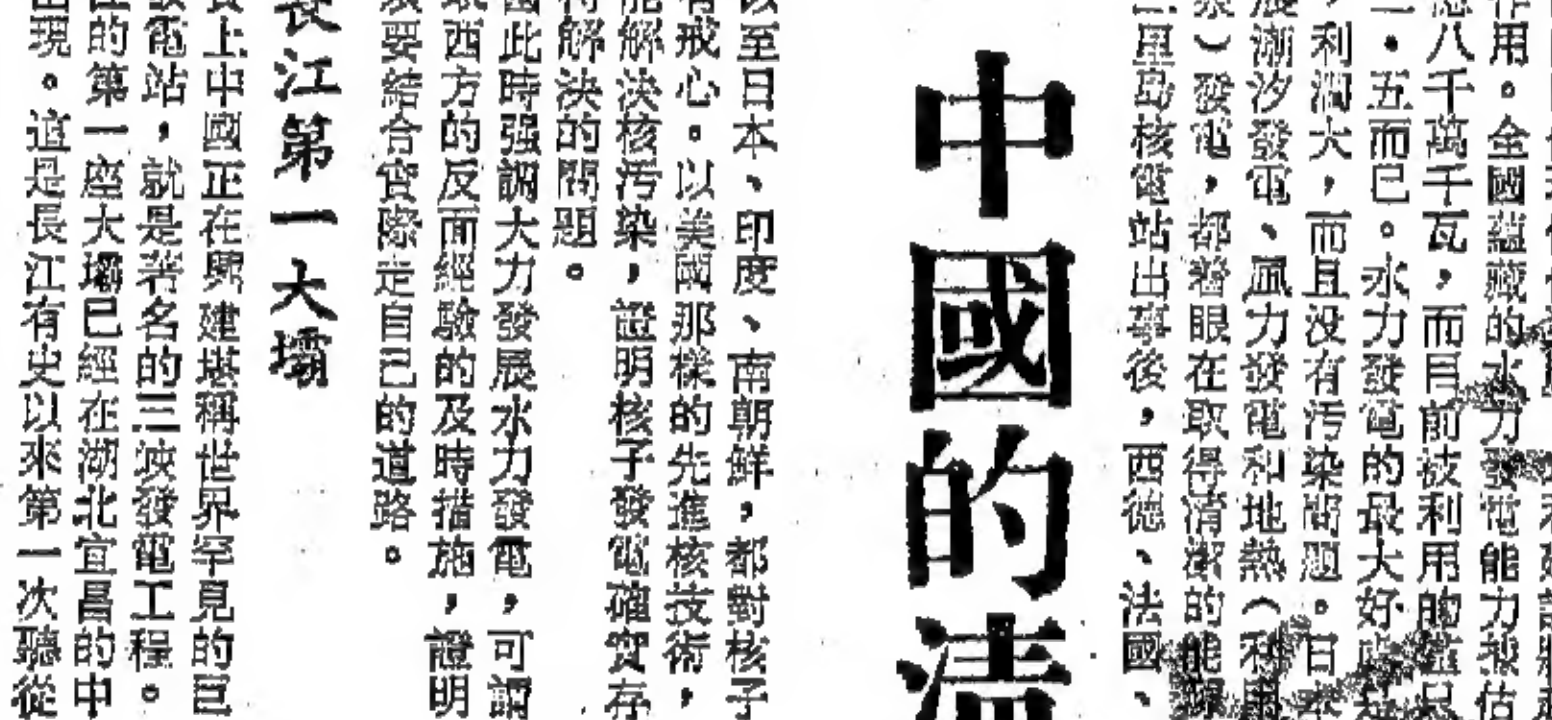 作用。全國蘊藏的水力發電能力被估
八千萬千瓦，而目前被利用的
一．五而已。水力發電的最大好
，利潤大，而且没有污染問題。
展潮汐發電、風力發電和地熱（利用
）發電，都着眼在取得清潔的能源
三里島核電站出事後，西德、法國、
中國的清
以至日本、印度、南朝鮮，都對核子
有戒心。以美國那樣的先進核技術，
能解決核污染，證明核子發電確實存
待解決的問題。
因此時强調大力發展水力發電，可謂
取西方的反面經驗的及時措施，證明
須要結合實際走自己的道路。
長江第一大壩
上中國正在興建堪稱世界罕見的巨
發電站，就是著名的三峽發電工程。
的第一座大壩已經在湖北宜昌的中
出現。這是長江有史以來第一次聽從